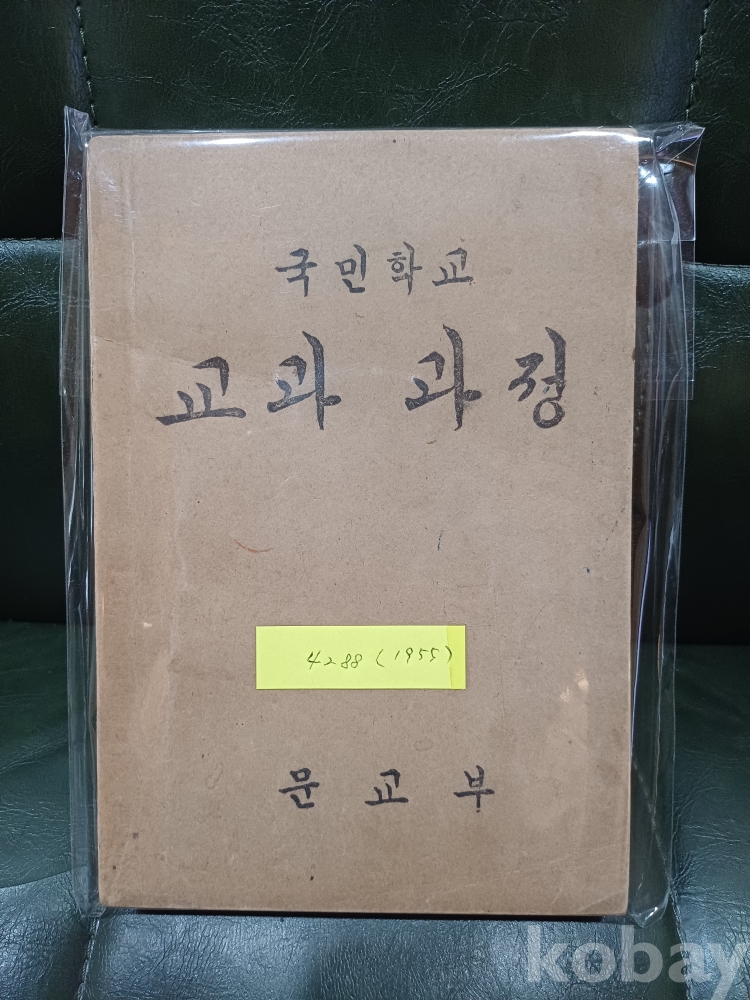 국민학교
교과 과정
4288 (1955)
문교부
kobay